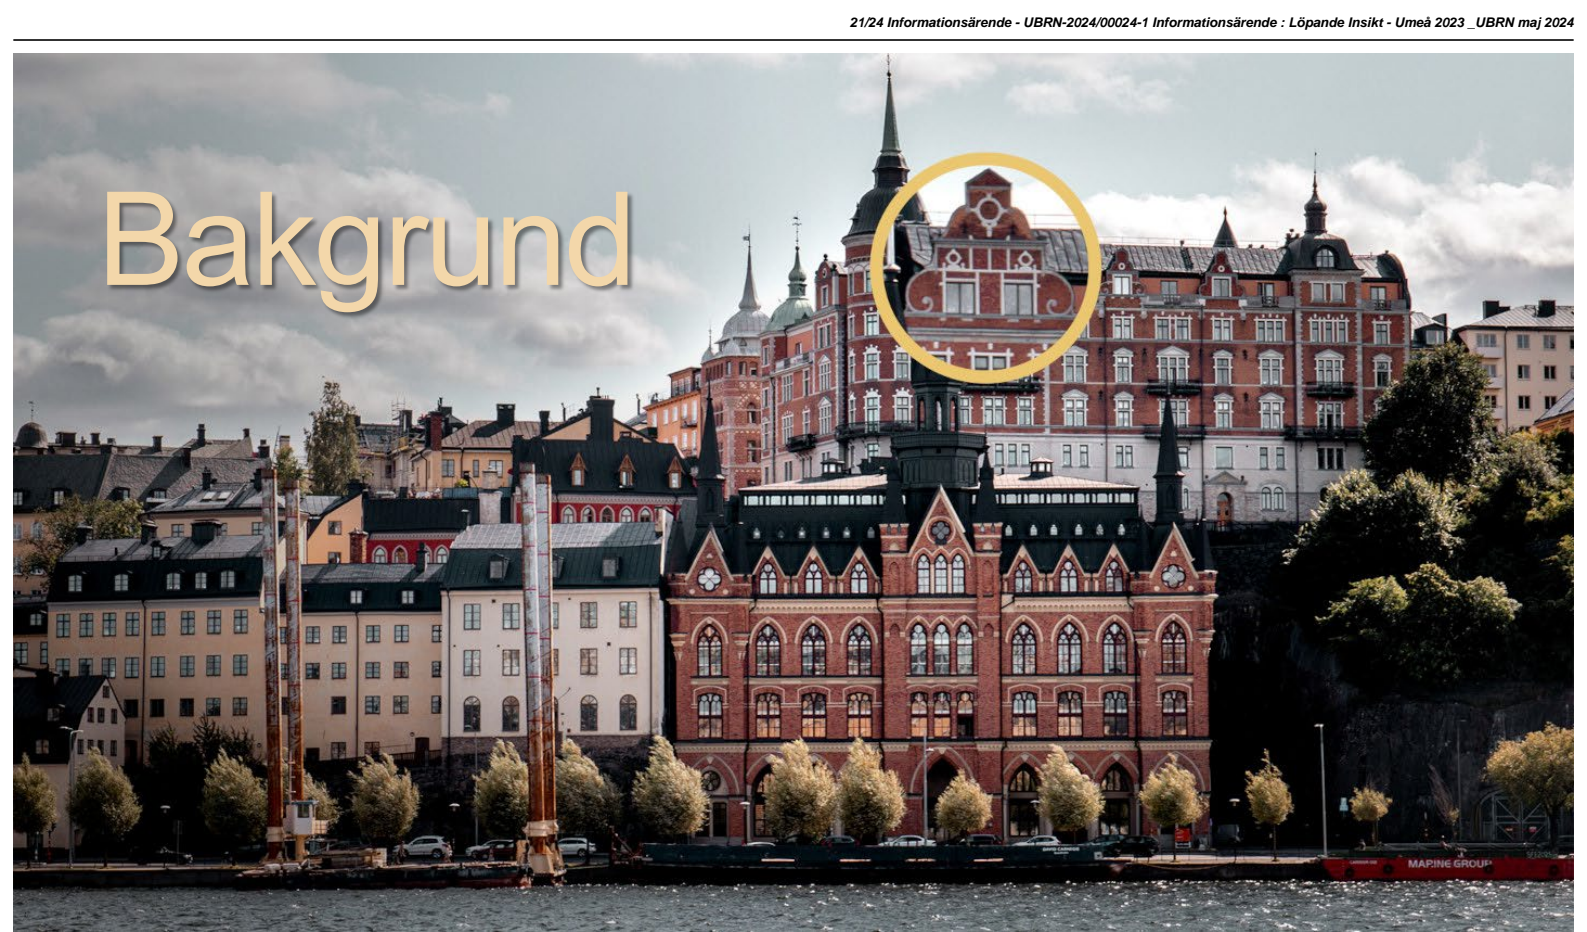 21/24 Informationsärende - UBRN-2024/00024-1 Informationsärende : Löpande Insikt - Umeå 2023 _UBRN maj 2024
Bakgrund
MARINE GROUP